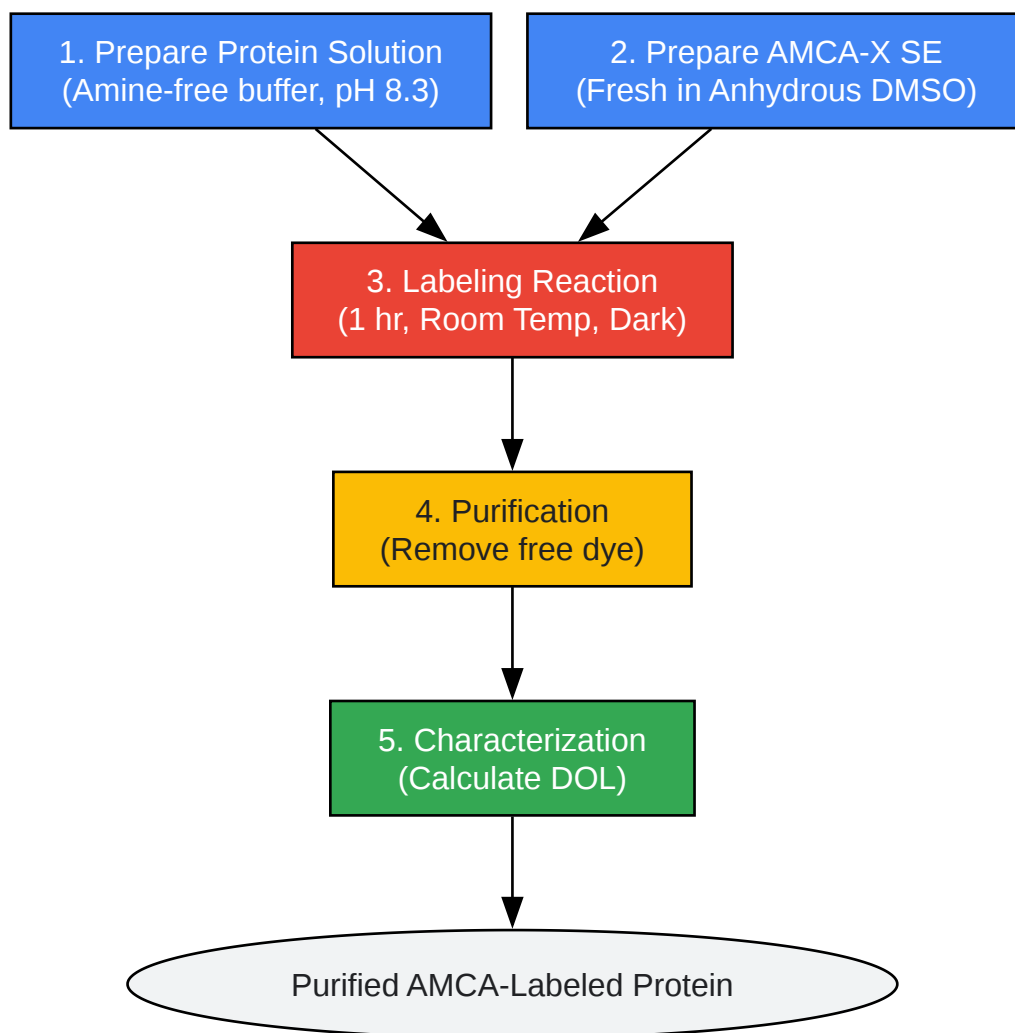 1. Prepare Protein Solution
(Amine-free buffer, pH 8.3)
2. Prepare AMCA-X SE
(Fresh in Anhydrous DMSO)
3. Labeling Reaction
(1 hr, Room Temp, Dark)
4. Purification
(Remove free dye)
5. Characterization
(Calculate DOL)
Purified AMCA-Labeled Protein